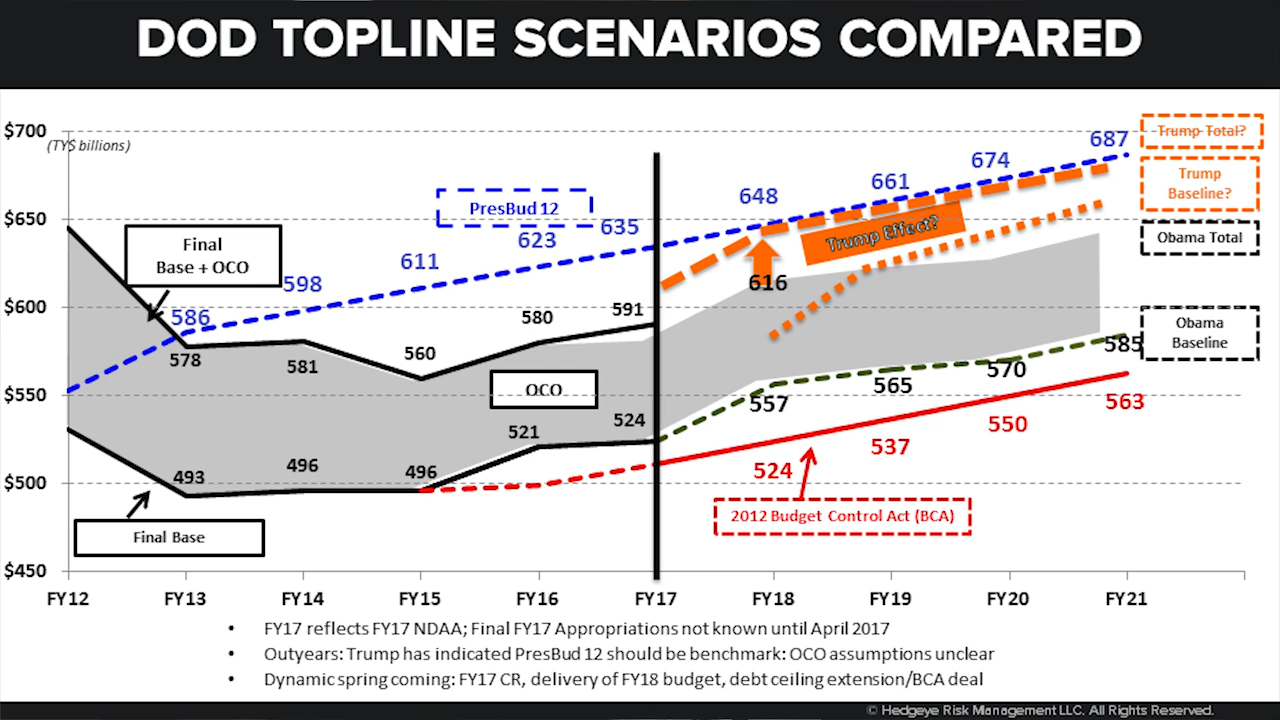 DOD TOPLINE SCENARIOS COMPARED
$700
(TY$ billions)
$650
$600
$550
$500
$450
Final
Base + OCO
PresBud 12
586
598
611
623
635
648
661
674
687
578
581
560
580
591
616
Trump Effect?
OCO
493
496
496
521
524
557
565
570
585
524
537
550
563
Final Base
2012 Budget Control Act (BCA)
Trump Total?
Trump
Baseline?
Obama Total
Obama
Baseline
FY12 FY13 FY14 FY15 FY16 FY17 FY18 FY19 FY20 FY21
• FY17 reflects FY17 NDAA; Final FY17 Appropriations not known until April 2017
• Outyears: Trump has indicated PresBud 12 should be benchmark: OCO assumptions unclear
• Dynamic spring coming: FY17 CR, delivery of FY18 budget, debt ceiling extension/BCA deal
© Hedgeye Risk Management LLC. All Rights Reserved.